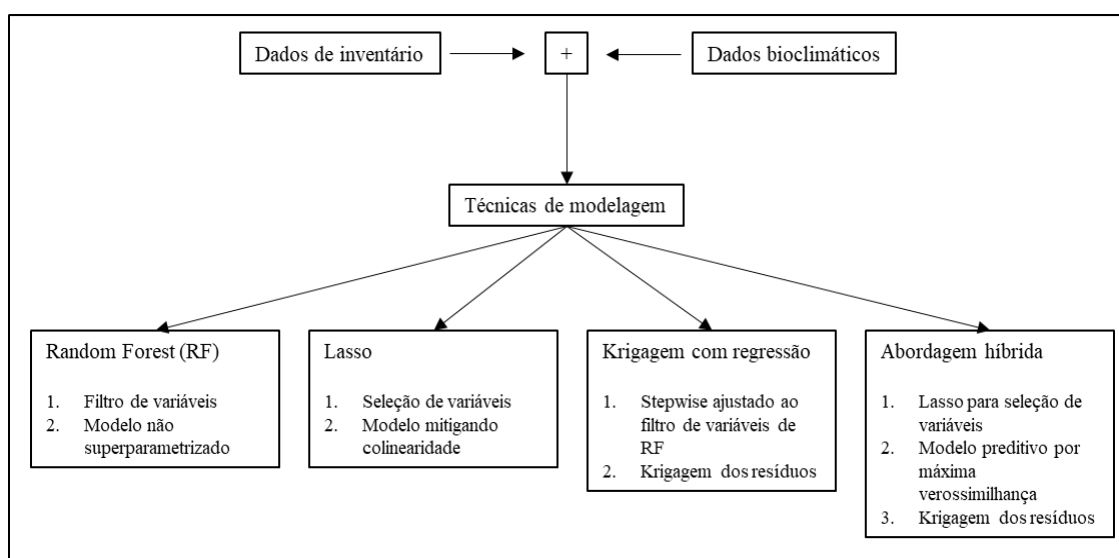 Dados de inventário
+
Dados bioclimáticos
Técnicas de modelagem
Random Forest (RF)
1. Filtro de variáveis
2. Modelo não
superparametrizado
Lasso
1. Seleção de variáveis
2. Modelo mitigando
colinearidade
Krigagem com regressão
1. Stepwise ajustado ao
filtro de variáveis de
RF
2. Krigagem dos resíduos
Abordagem híbrida
1. Lasso para seleção de
variáveis
2. Modelo preditivo por
máxima
verossimilhança
3. Krigagem dos resíduos